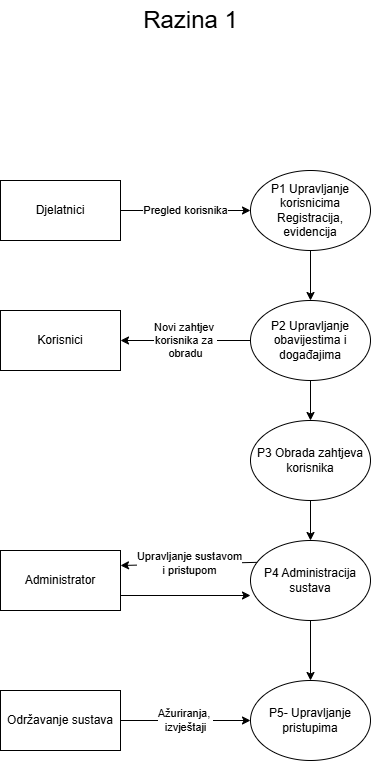 Razina 1
P1 Upravljanje
korisnicima
Registracija,
evidencija
Djelatnici
Pregled korisnika
Novi zahtjev
korisnika za
obradu
Korisnici
P2 Upravljanje
obavijestima i
događajima
P3 Obrada zahtjeva
korisnika
Upravljanje sustavom
i pristupom
Administrator
P4 Administracija
sustava
Održavanje sustava
Ažuriranja,
izvještaji
P5- Upravljanje
pristupima